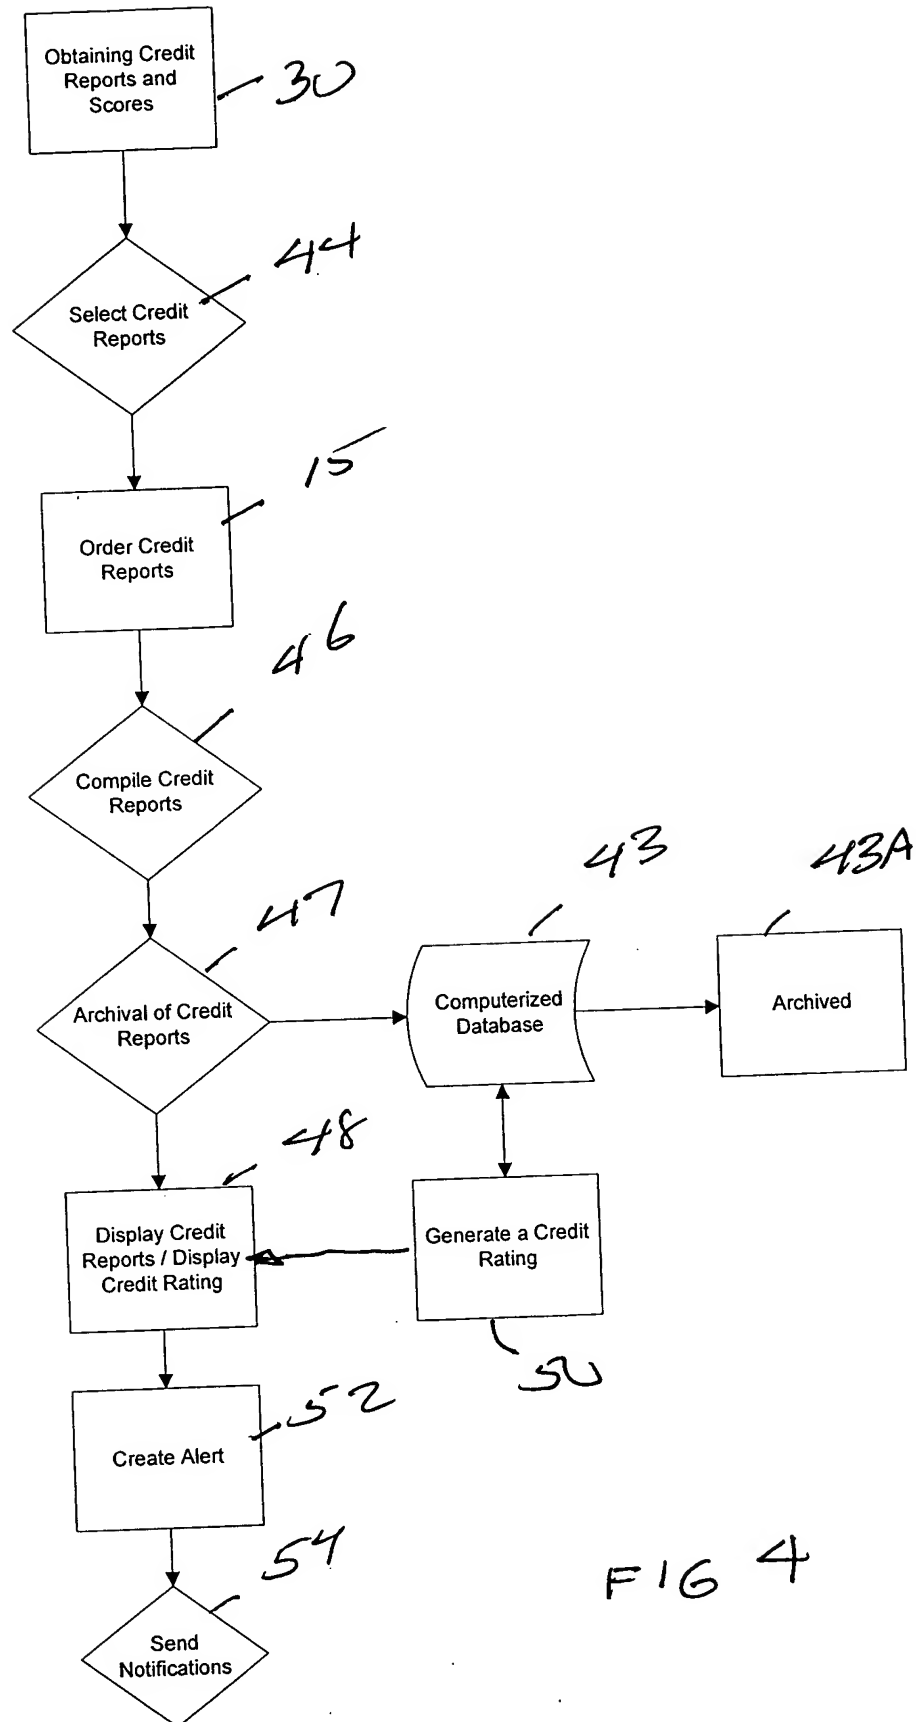 Obtaining Credit
Reports and
Scores
30
44
Select Credit
Reports
15
Order Credit
Reports
46
Compile Credit
Reports
47
Archival of Credit
Reports
43
Computerized
Database
43A
Archived
48
Display Credit
Reports / Display
Credit Rating
Generate a Credit
Rating
50
52
Create Alert
54
Send
Notifications
FIG 4